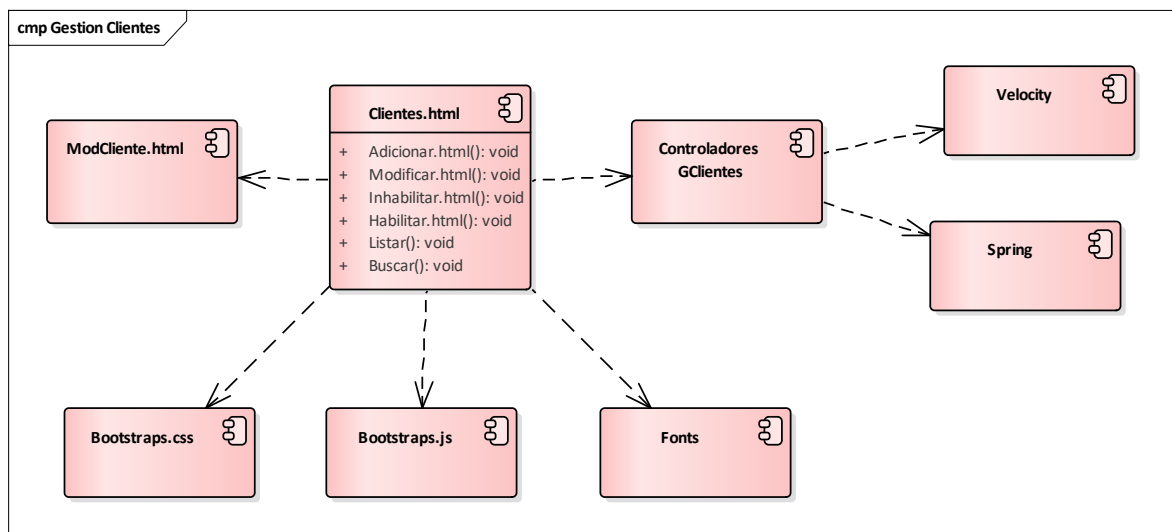 cmp Gestion Clientes
Clientes.html
+ Adicionar.html(): void
+ Modificar.html(): void
+ Inhabilitar.html(): void
+ Habilitar.html(): void
+ Listar(): void
+ Buscar(): void
ModCliente.html
Controladores
GClientes
Velocity
Spring
Bootstraps.css
Bootstraps.js
Fonts